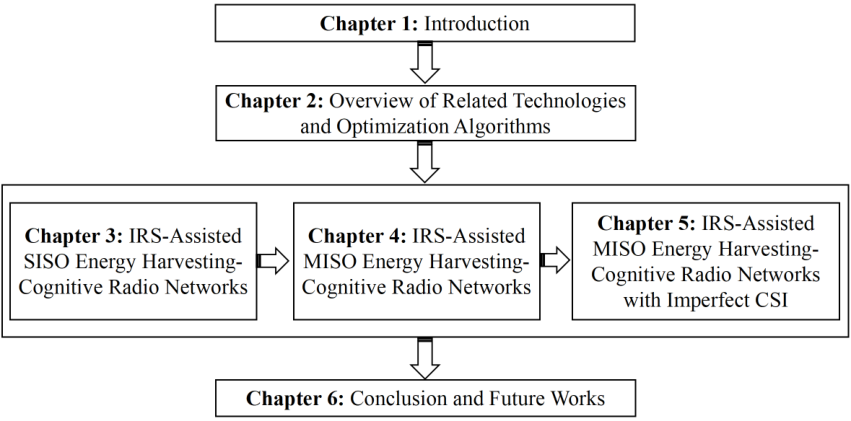 Chapter 1: Introduction
Chapter 2: Overview of Related Technologies
and Optimization Algorithms
Chapter 3: IRS-Assisted
SISO Energy Harvesting-
Cognitive Radio Networks
Chapter 4: IRS-Assisted
MISO Energy Harvesting-
Cognitive Radio Networks
Chapter 5: IRS-Assisted
MISO Energy Harvesting-
Cognitive Radio Networks
with Imperfect CSI
Chapter 6: Conclusion and Future Works